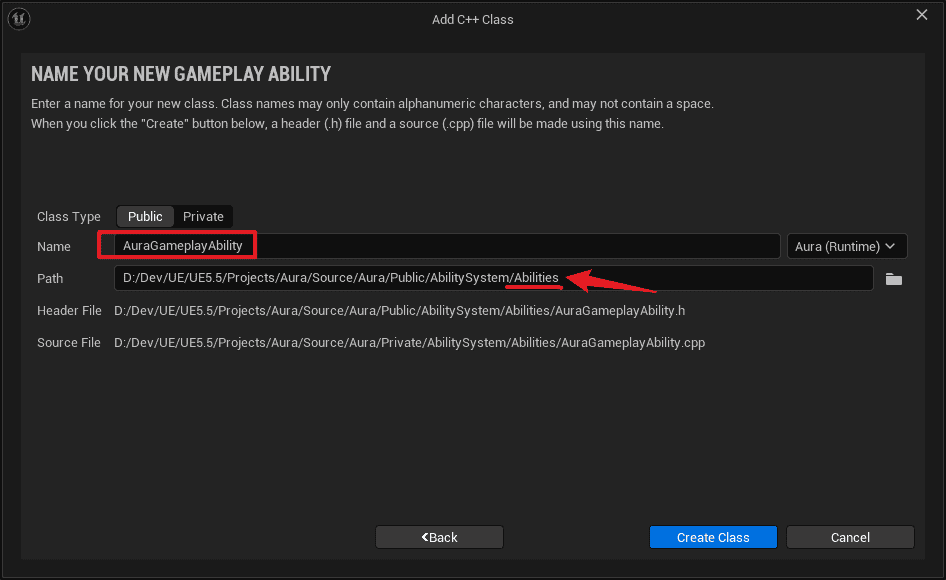 Add C++ Class
NAME YOUR NEW GAMEPLAY ABILITY
Enter a name for your new class. Class names may only contain alphanumeric characters, and may not contain a space.
When you click the "Create" button below, a header (.h) file and a source (.cpp) file will be made using this name.
Class Type Public Private
Name AuraGameplayAbility Aura (Runtime)
Path D:/Dev/UE/UE5.5/Projects/Aura/Source/Aura/Public/AbilitySystem/Abilities
Header File D:/Dev/UE/UE5.5/Projects/Aura/Source/Aura/Public/AbilitySystem/Abilities/AuraGameplayAbility.h
Source File D:/Dev/UE/UE5.5/Projects/Aura/Source/Aura/Private/AbilitySystem/Abilities/AuraGameplayAbility.cpp
Back Create Class Cancel